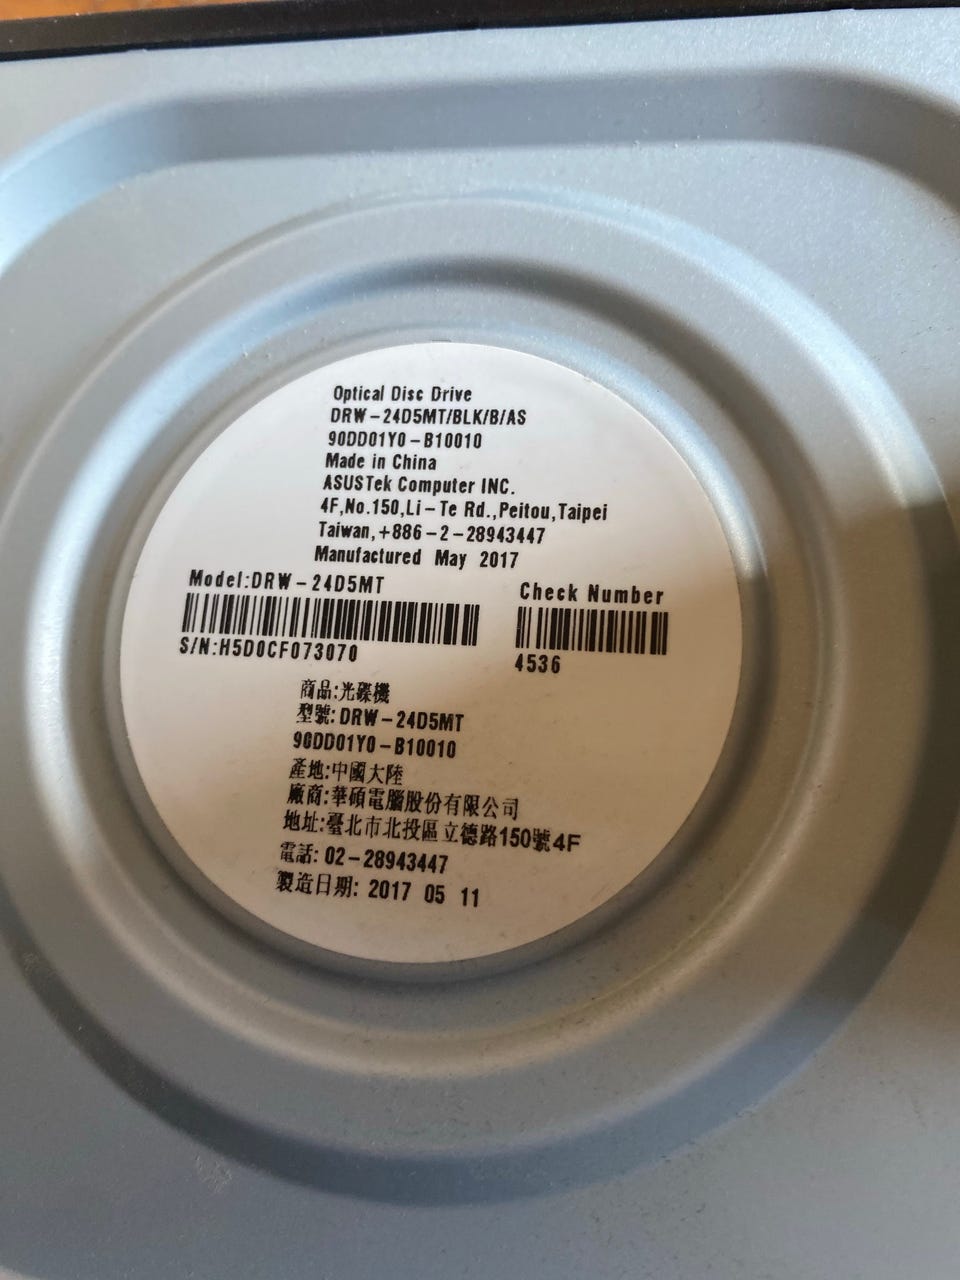 Optical Disc Drive
DRW-24D5MT/BLK/B/AS
90DD01Y0-B10010
Made in China
ASUSTek Computer INC.
4F,No.150,Li-Te Rd.,Peitou,Taipei
Taiwan,+886-2-28943447
Manufactured May 2017
Model:DRW-24D5MT
Check Number
S/N:H5D0CF073070
4536
商品:光碟機
型號:DRW-24D5MT
90DD01Y0-B10010
產地:中國大陸
廠商:華碩電腦股份有限公司
地址:臺北市北投區立德路150號4F
電話: 02-28943447
製造日期: 2017 05 11